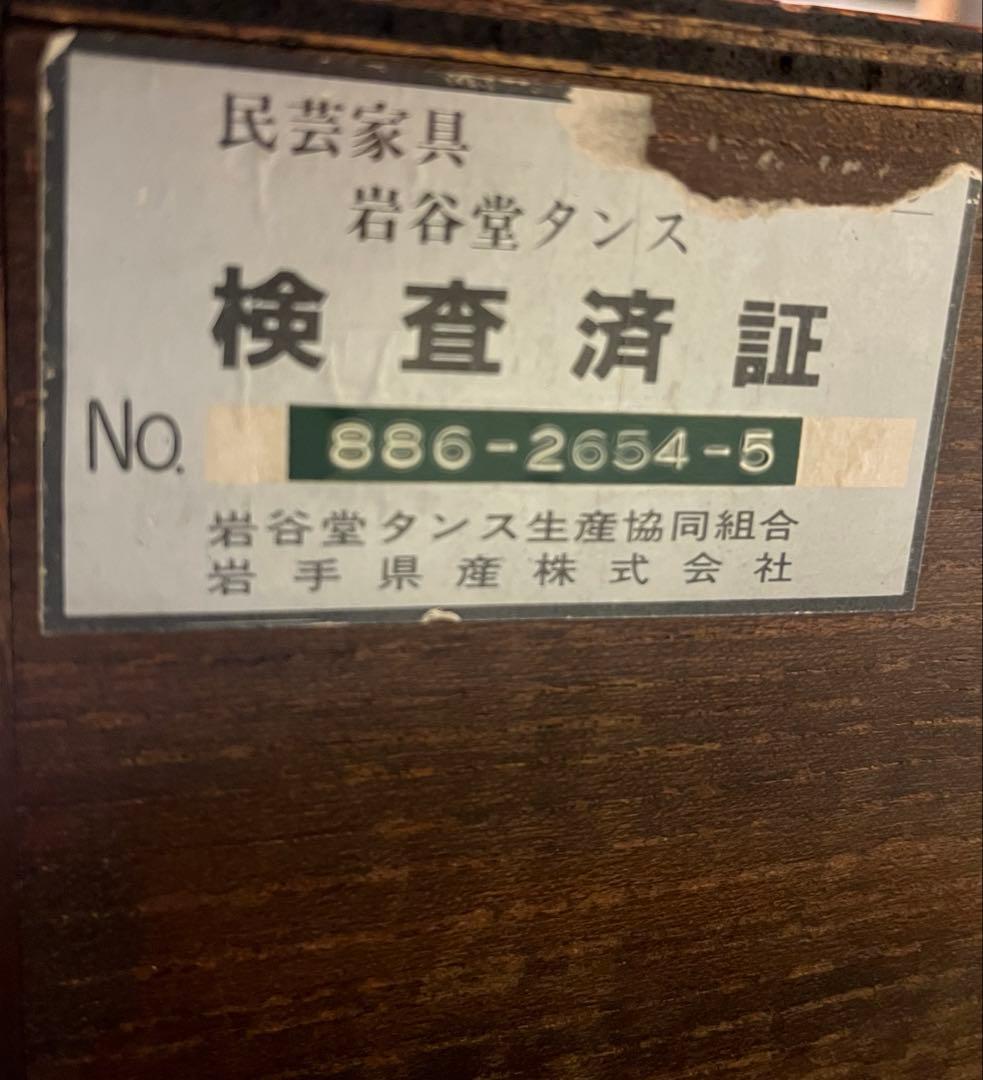 民芸家具
岩谷堂タンス
検査済証
No. 886-2654-5
岩谷堂タンス生産協同組合
岩手県産株式会社